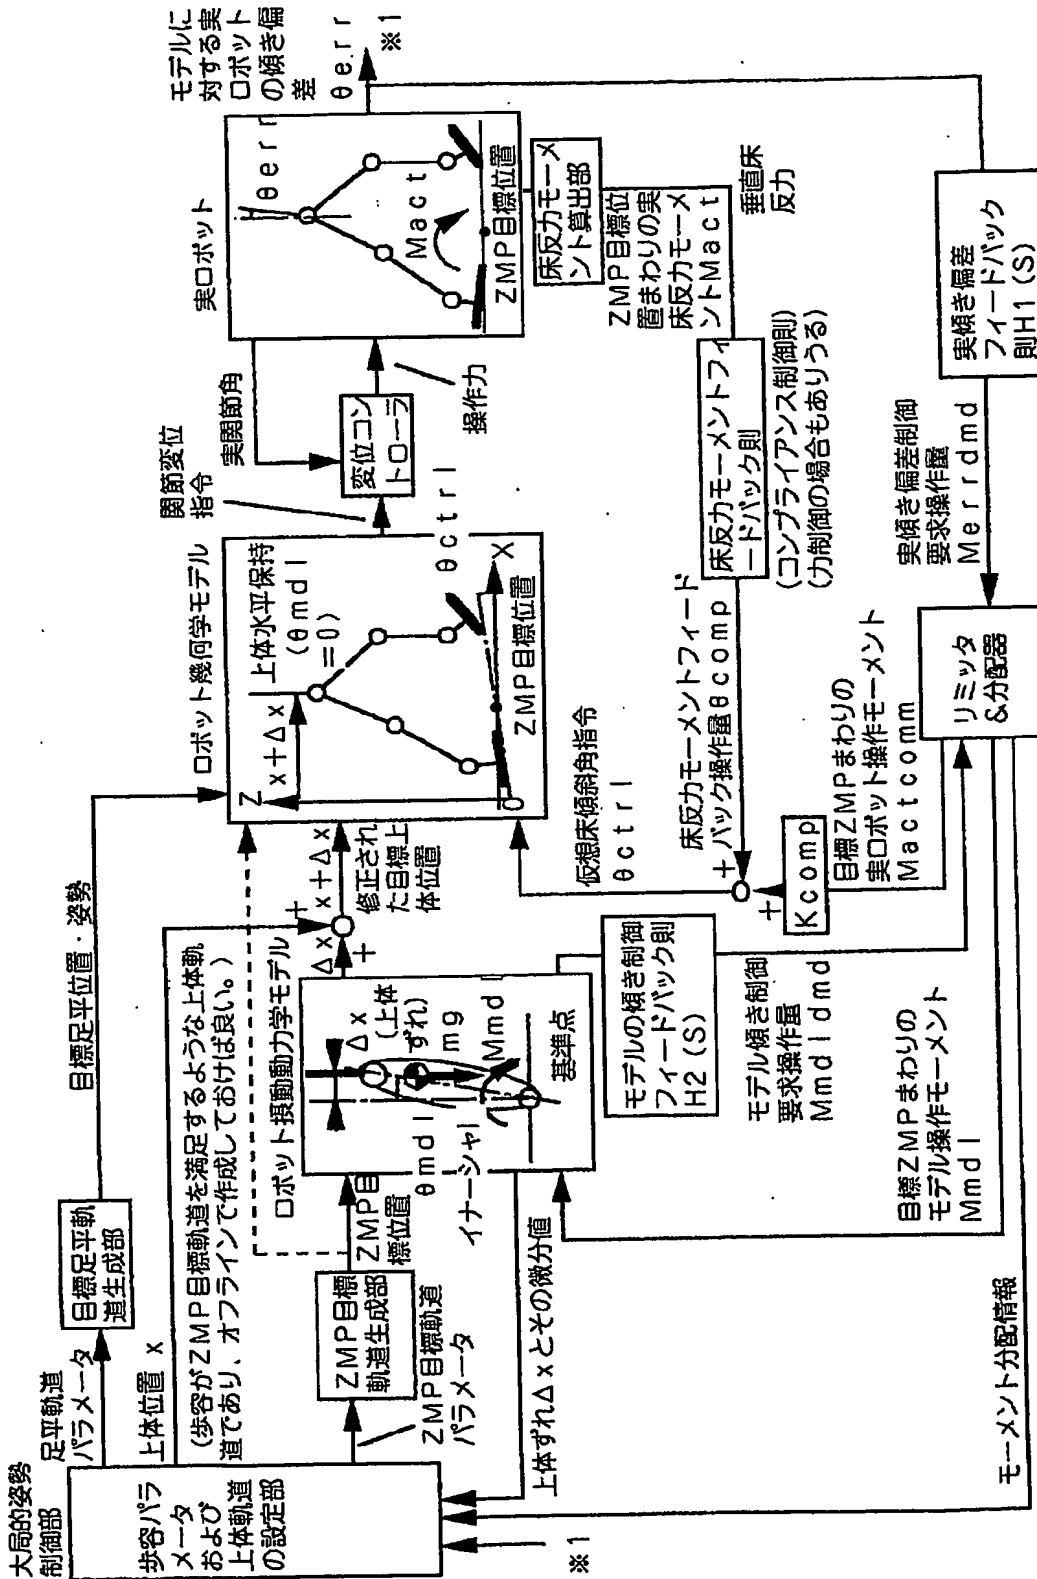 大局的姿勢
制御部
歩容パラ
メータ
および
上体軌道
の設定部
※1
足平軌道
パラメータ
目標足平軌
道生成部
目標足平位置・姿勢
上体位置 x
(歩容がZMP目標軌道を満足するような上体軌
道であり、オフラインで作成しておけば良い。)
ZMP目標軌道
パラメータ
ZMP目標
軌道生成部
ZMP目
標位置
ロボット摂動動力学モデル
Δx
(上体
ずれ)
mg
Mmdl
θmdl
イナーシャI
基準点
上体ずれΔxとその微分値
Δx
+
+
x+Δx
修正され
た目標上
体位置
ロボット幾何学モデル
Z
x+Δx
上体水平保持
(θmdl
=0)
X
0
θctrl
ZMP目標位置
関節変位
指令
変位コン
トローラ
実関節角
操作力
実ロボット
θerr
Mact
ZMP目標位置
モデルに
対する実
ロボット
の傾き偏
差
θerr
※1
床反力モーメ
ント算出部
ZMP目標位
置まわりの実
床反力モーメ
ントMact
垂直床
反力
床反力モーメントフィ
ードバック則
(コンプライアンス制御則)
(力制御の場合もありうる)
床反力モーメントフィード
バック操作量θcomp
+
+
仮想床傾斜角指令
θctrl
Kcomp
目標ZMPまわりの
実ロボット操作モーメント
Mactcomm
モデルの傾き制御
フィードバック則
H2(S)
モデル傾き制御
要求操作量
Mmdldmd
実傾き偏差
フィードバック
則H1(S)
実傾き偏差制御
要求操作量
Merrdmd
リミッタ
&分配器
目標ZMPまわりの
モデル操作モーメント
Mmdl
モーメント分配情報